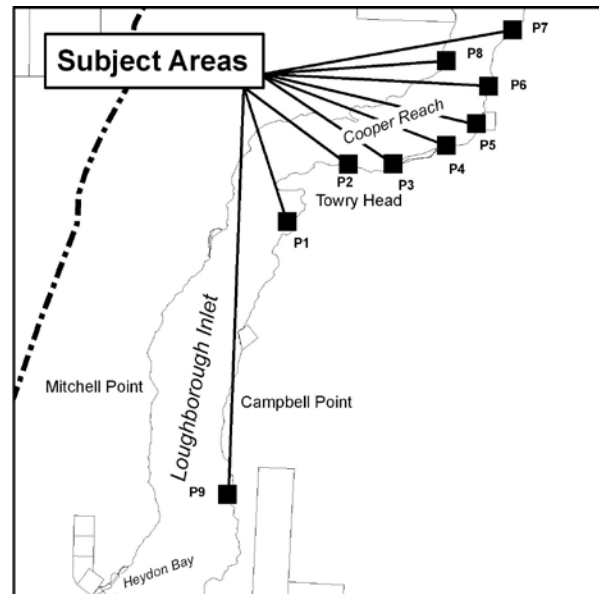 P7
Subject Areas
P8
P6
Cooper Reach
P5
P4
P2
P3
Towry Head
P1
Loughborough Inlet
Mitchell Point
Campbell Point
P9
Heydon Bay